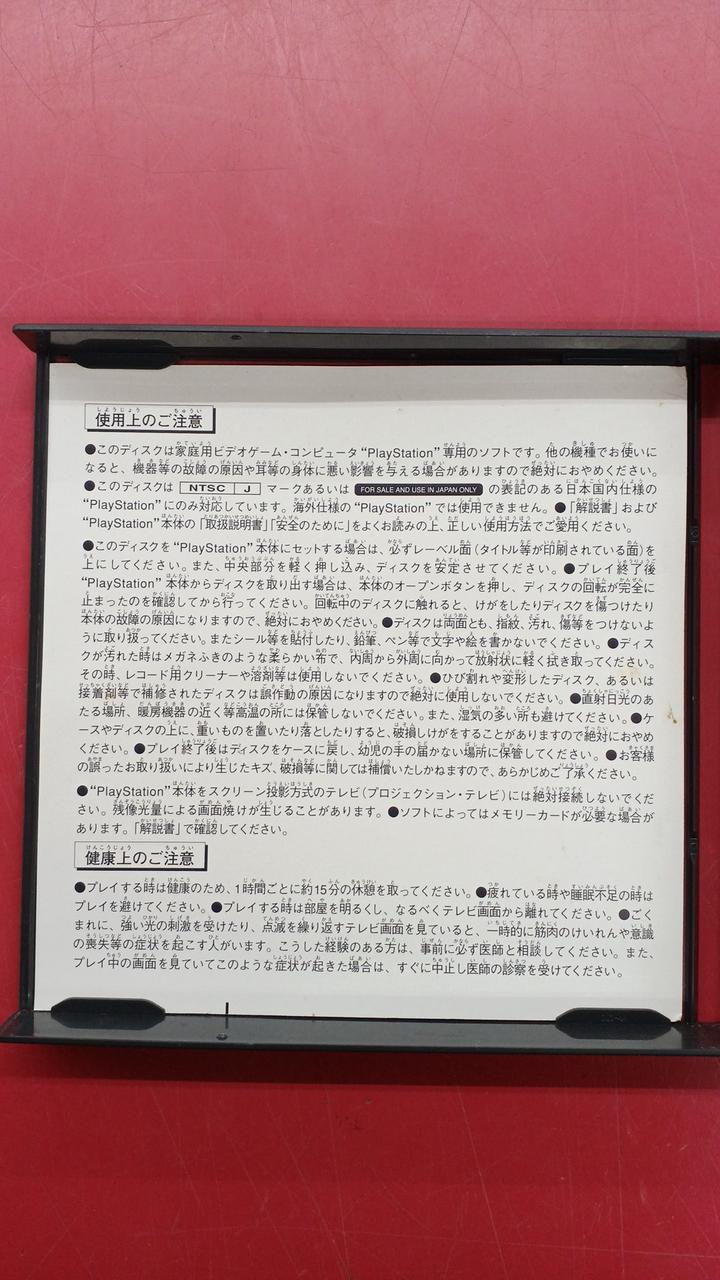 使用上のご注意
●このディスクは家庭用ビデオゲーム・コンピュータ“PlayStation”専用のソフトです。他の機種でお使いに
なると、機器等の故障の原因や耳等の身体に悪い影響を与える場合がありますので絶対におやめください。
●このディスクは NTSC J マークあるいは FOR SALE AND USE IN JAPAN ONLY の表記のある日本国内仕様の
“PlayStation”にのみ対応しています。海外仕様の“PlayStation”では使用できません。●「解説書」および
“PlayStation”本体の「取扱説明書」「安全のために」をよくお読みの上、正しい使用方法でご愛用ください。
●このディスクを“PlayStation”本体にセットする場合は、必ずレーベル面(タイトル等が印刷されている面)を
上にしてください。また、中央部分を軽く押し込み、ディスクを安定させてください。●プレイ終了後
“PlayStation”本体からディスクを取り出す場合は、本体のオープンボタンを押し、ディスクの回転が完全に
止まったのを確認してから行ってください。回転中のディスクに触れると、けがをしたりディスクを傷つけたり
本体の故障の原因になりますので、絶対におやめください。●ディスクは両面とも、指紋、汚れ、傷等をつけないよ
うに取り扱ってください。またシール等を貼付したり、鉛筆、ペン等で文字や絵を書かないでください。●ディス
クが汚れた時はメガネふきのような柔らかい布で、内周から外周に向かって放射状に軽く拭き取ってください。
その時、レコード用クリーナーや溶剤等は使用しないでください。●ひび割れや変形したディスク、あるいは
接着剤等で補修されたディスクは誤作動の原因になりますので絶対に使用しないでください。●直射日光のあ
たる場所、暖房機器の近く等高温の所には保管しないでください。また、湿気の多い所も避けてください。●ケ
ースやディスクの上に、重いものを置いたり落としたりすると、破損しけがをすることがありますので絶対におやめ
ください。●プレイ終了後はディスクをケースに戻し、幼児の手の届かない場所に保管してください。●お客様
の誤ったお取り扱いにより生じたキズ、破損等に関しては補償いたしかねますので、あらかじめご了承ください。
●“PlayStation”本体をスクリーン投影方式のテレビ(プロジェクション・テレビ)には絶対接続しないでくだ
さい。残像光量による画面焼けが生じることがあります。●ソフトによってはメモリーカードが必要な場合が
あります。「解説書」で確認してください。
健康上のご注意
●プレイする時は健康のため、1時間ごとに約15分の休憩を取ってください。●疲れている時や睡眠不足の時は
プレイを避けてください。●プレイする時は部屋を明るくし、なるべくテレビ画面から離れてください。●ごく
まれに、強い光の刺激を受けたり、点滅を繰り返すテレビ画面を見ていると、一時的に筋肉のけいれんや意識
の喪失等の症状を起こす人がいます。こうした経験のある方は、事前に必ず医師と相談してください。また、
プレイ中の画面を見ていてこのような症状が起きた場合は、すぐに中止し医師の診察を受けてください。